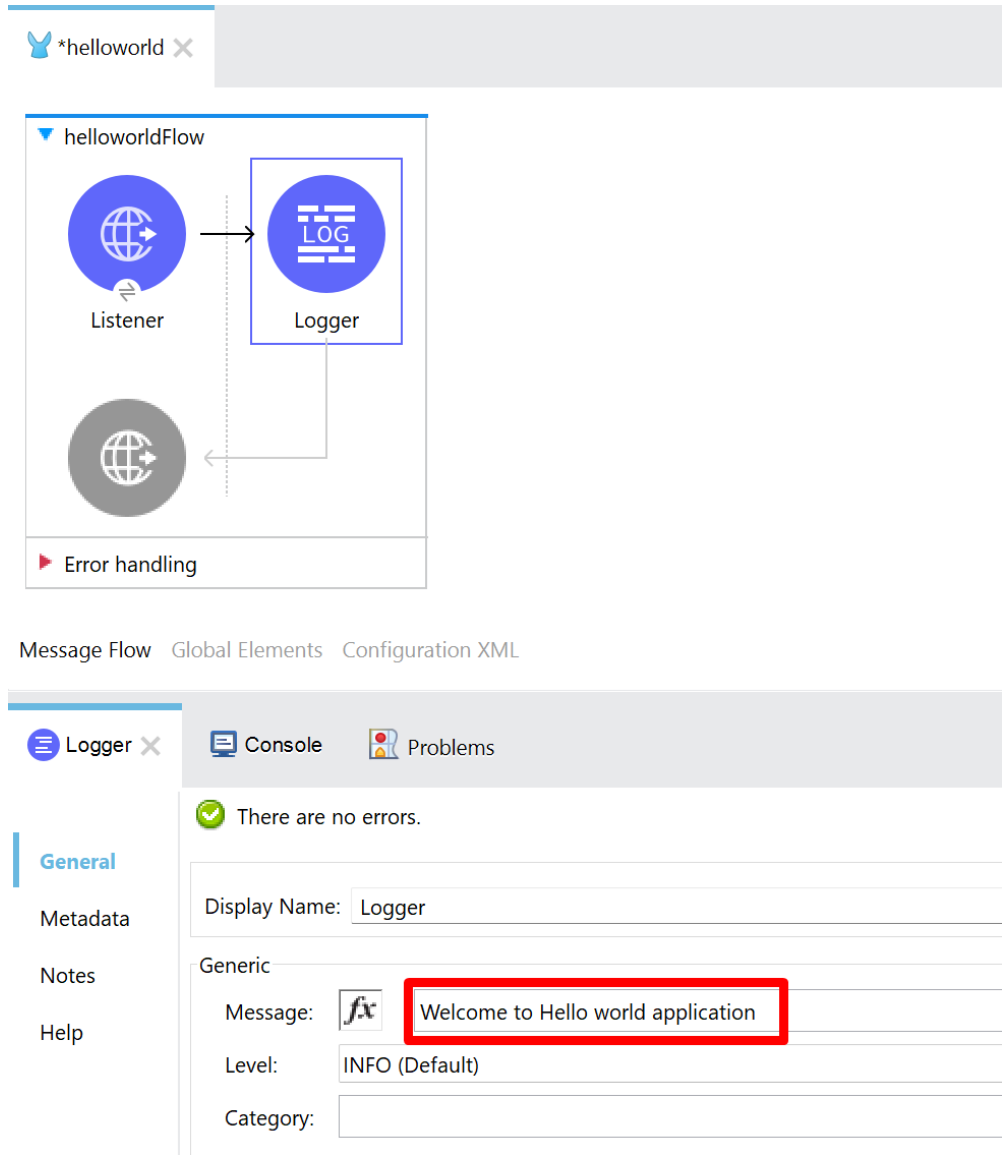 *helloworld
helloworldFlow
LOG
Listener Logger
Error handling
Message Flow Global Elements Configuration XML
Logger Console Problems
There are no errors.
General
Display Name: Logger
Metadata
Generic
Notes
Message: fx Welcome to Hello world application
Help
Level: INFO (Default)
Category: